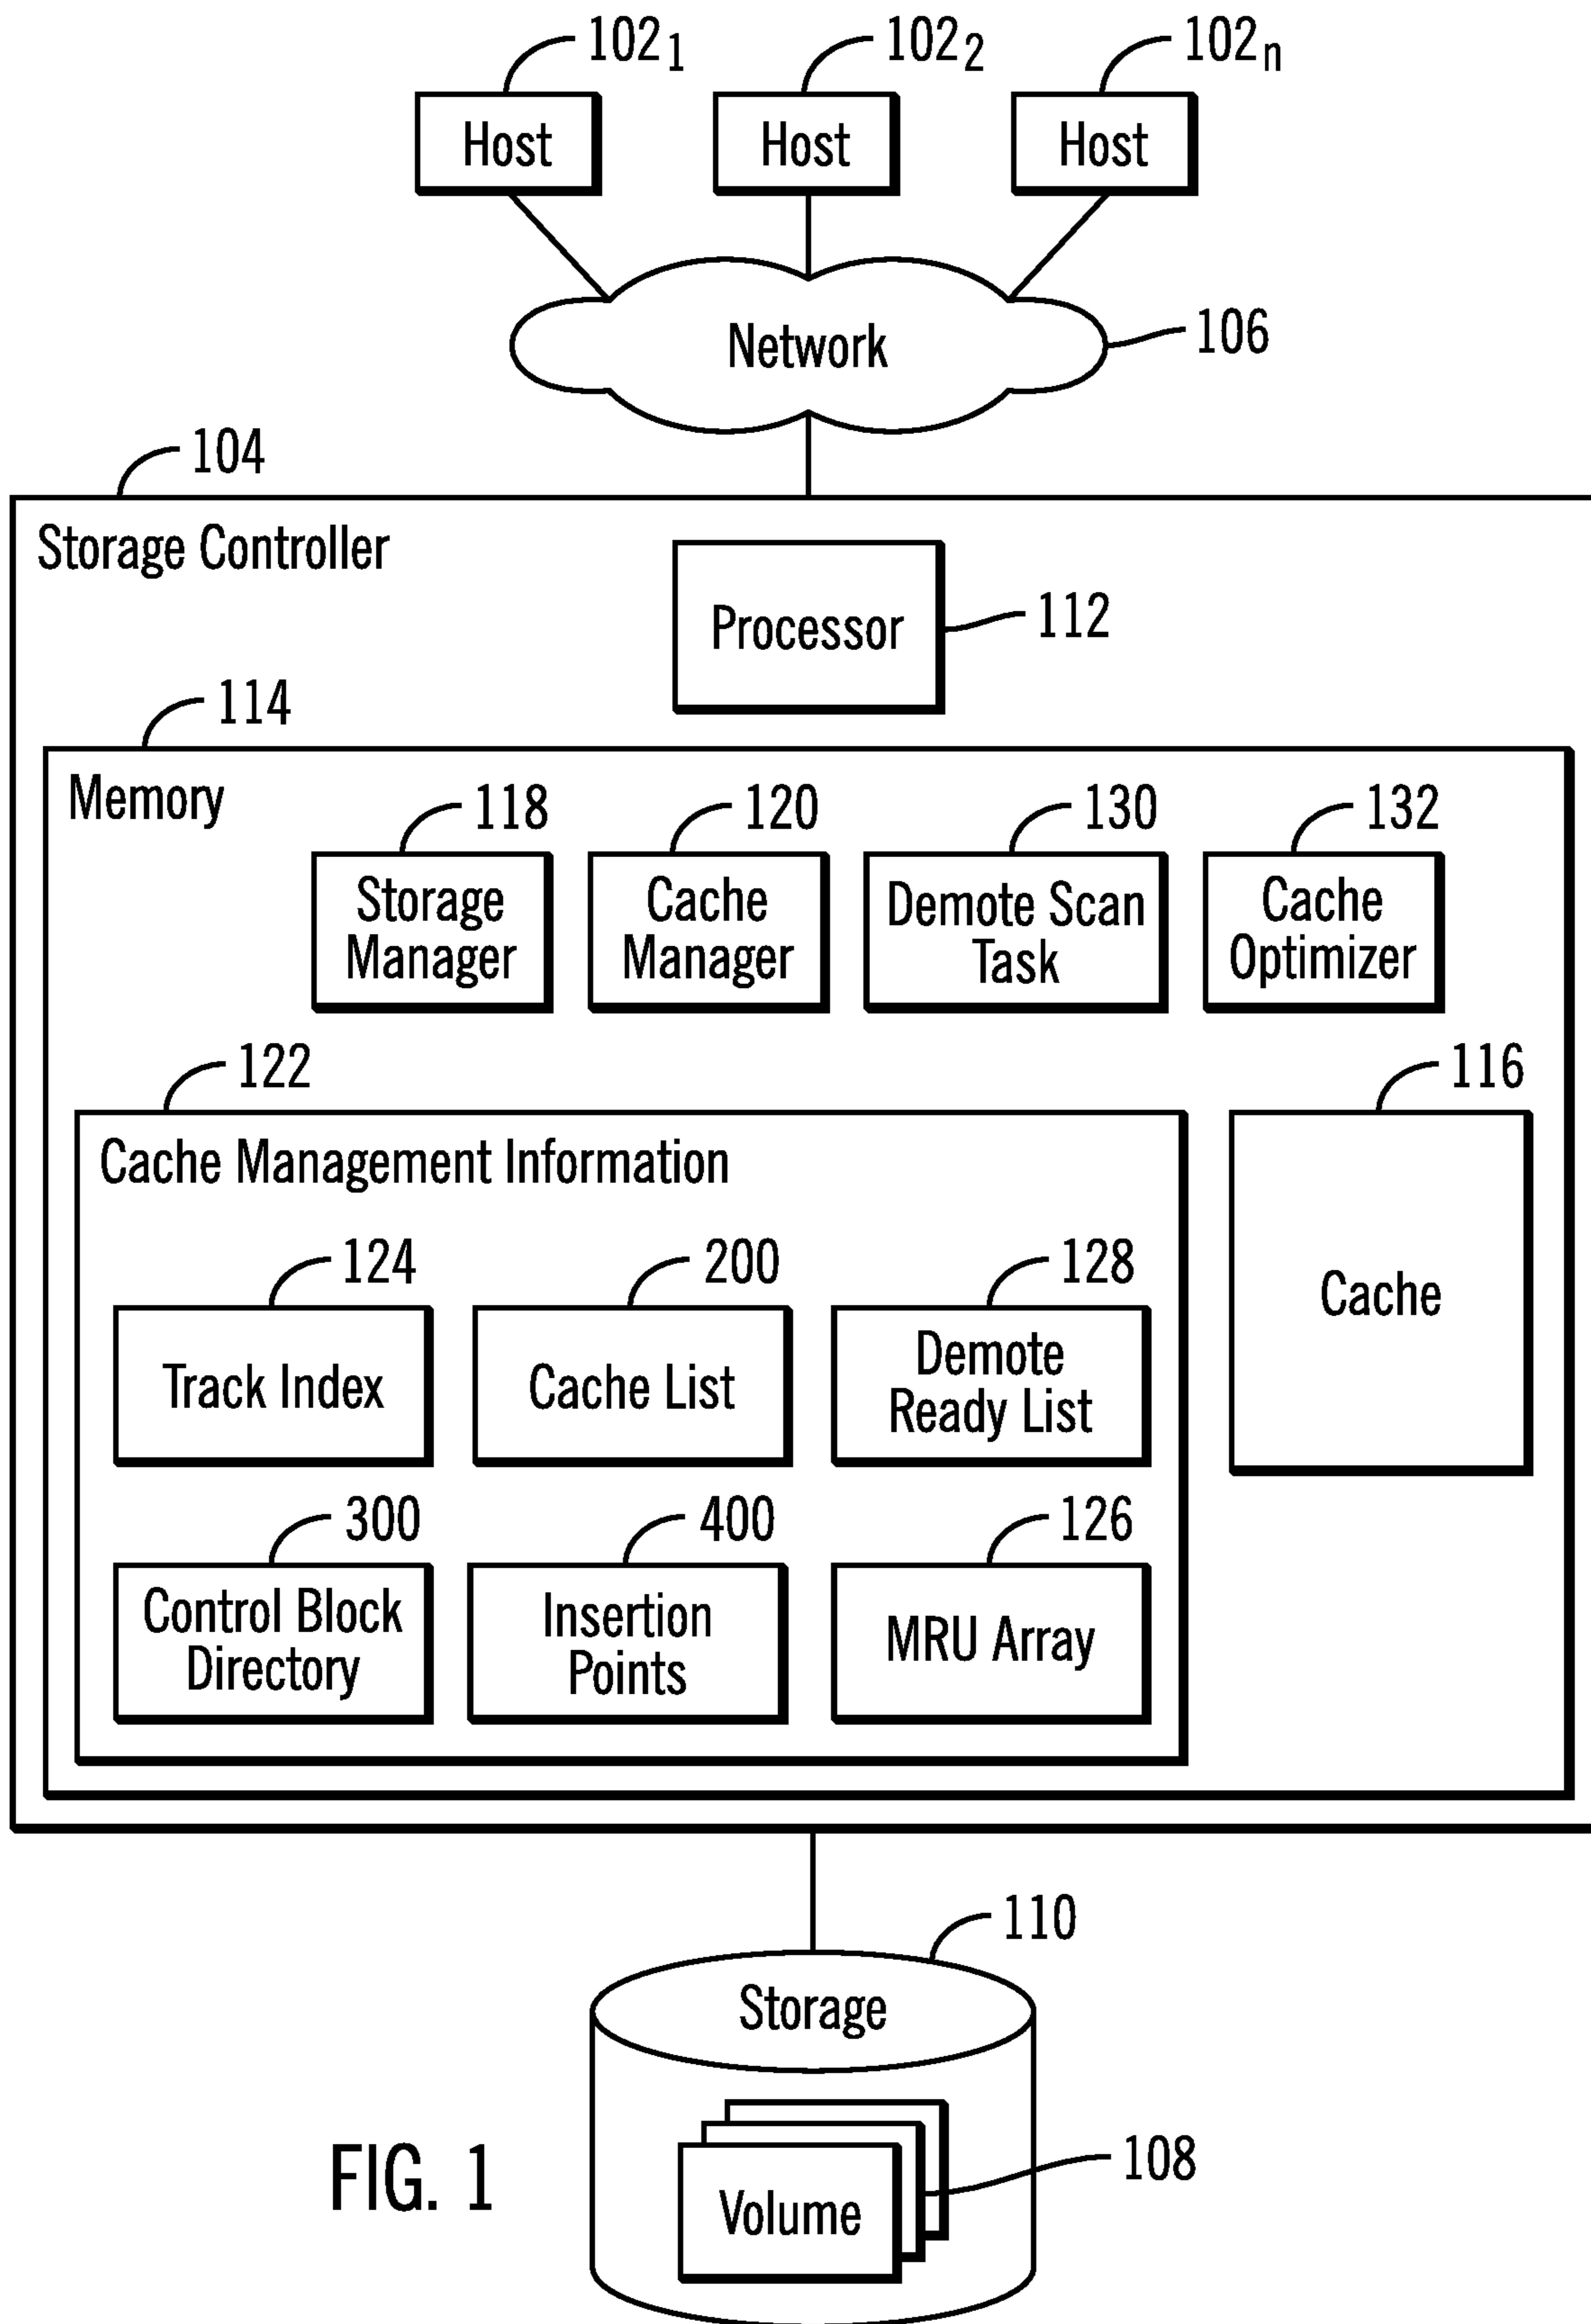 102₁ 102₂ 102ₙ
Host Host Host
Network
106
104
Storage Controller
Processor
112
114
Memory
118 120 130 132
Storage Manager
Cache Manager
Demote Scan Task
Cache Optimizer
122
116
Cache Management Information
Cache
124 200 128
Track Index
Cache List
Demote
Ready List
300 400 126
Control Block
Directory
Insertion
Points
MRU Array
110
Storage
108
Volume
FIG. 1